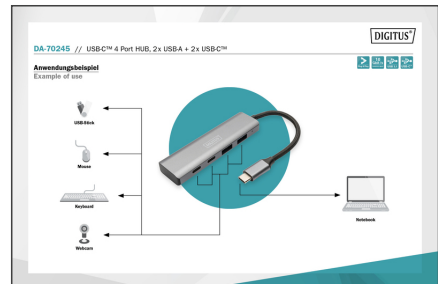 DIGITUS®
DA-70245 // USB-C™ 4 Port HUB, 2x USB-A + 2x USB-C™
Anwendungsbeispiel
Example of use
USB-Stick
Mouse
Keyboard
Webcam
Notebook